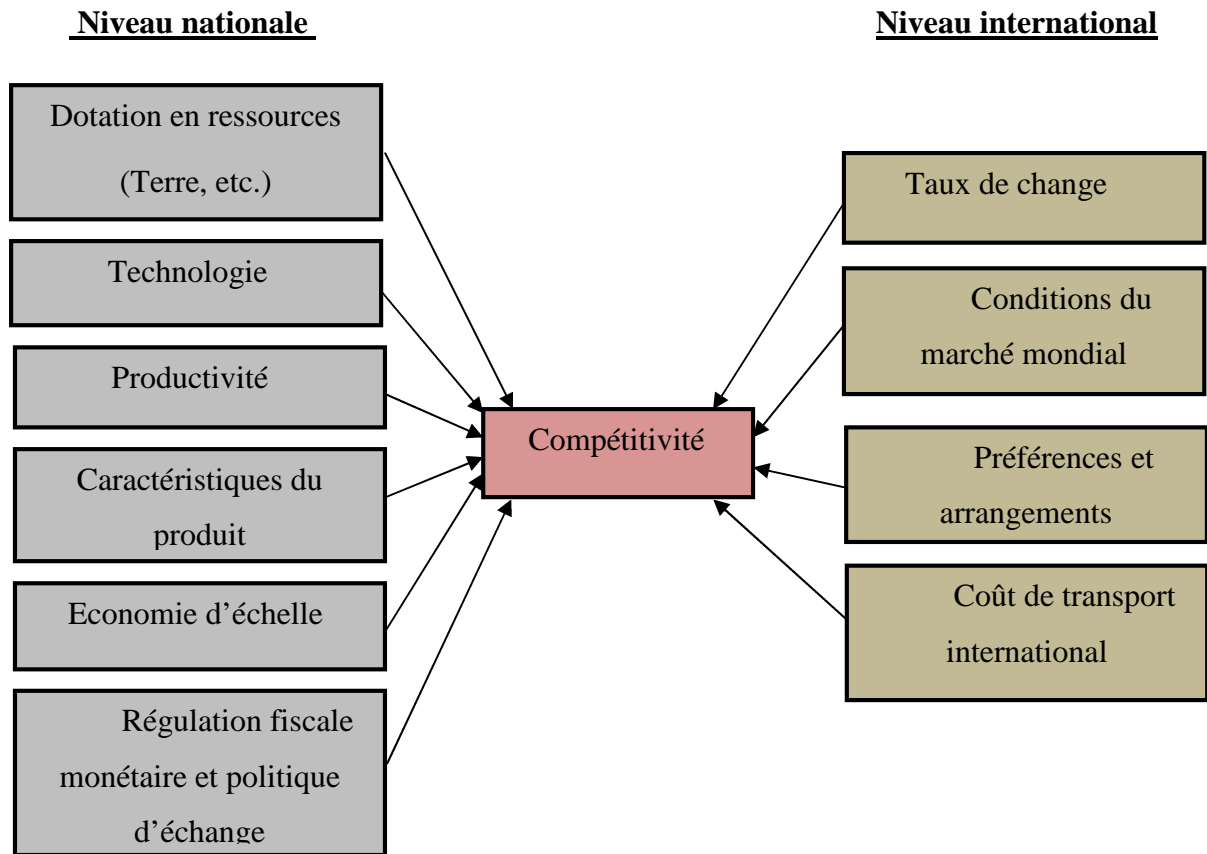 Niveau nationale
Niveau international
Dotation en ressources
(Terre, etc.)
Technologie
Productivité
Caractéristiques du
produit
Economie d’échelle
Régulation fiscale
monétaire et politique
d’échange
Compétitivité
Taux de change
Conditions du
marché mondial
Préférences et
arrangements
Coût de transport
international